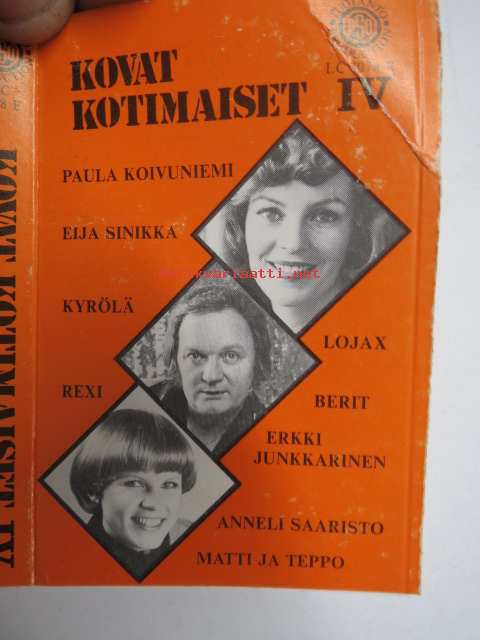 KOVAT
KOTIMAISET IV
PAULA KOIVUNIEMI
EIJA SINIKKA
KYRÖLÄ
LOJAX
REXI
BERIT
ERKKI
JUNKKARINEN
ANNELI SAARISTO
MATTI JA TEPPO
KOVAT KOTIMAISET IV